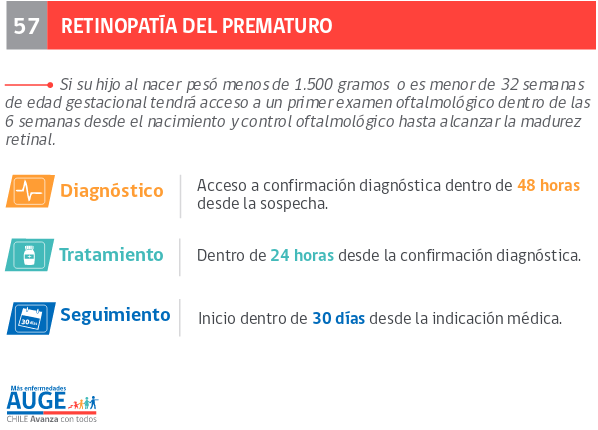 57 RETINOPATÍA DEL PREMATURO
Si su hijo al nacer pesó menos de 1.500 gramos o es menor de 32 semanas
de edad gestacional tendrá acceso a un primer examen oftalmológico dentro de las
6 semanas desde el nacimiento y control oftalmológico hasta alcanzar la madurez
retinal.
Diagnóstico
Acceso a confirmación diagnóstica dentro de 48 horas
desde la sospecha.
Tratamiento
Dentro de 24 horas desde la confirmación diagnóstica.
30 días
Seguimiento
Inicio dentro de 30 días desde la indicación médica.
Más enfermedades
AUGE
CHILE Avanza con todos